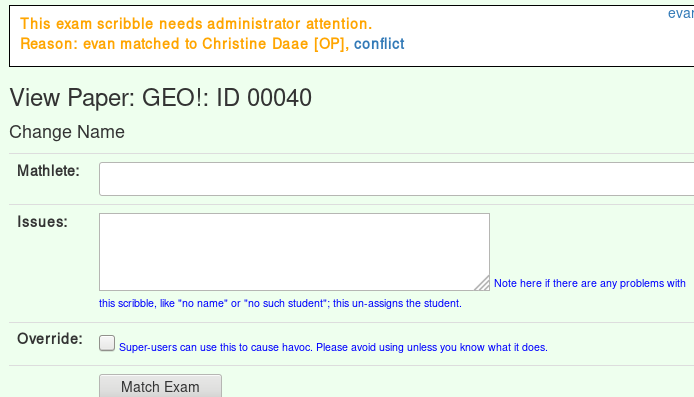 evan
This exam scribble needs administrator attention.
Reason: evan matched to Christine Daae [OP], conflict
View Paper: GEO!: ID 00040
Change Name
Mathlete:
Issues:
Note here if there are any problems with
this scribble, like "no name" or "no such student"; this un-assigns the student.
Override:
Super-users can use this to cause havoc. Please avoid using unless you know what it does.
Match Exam